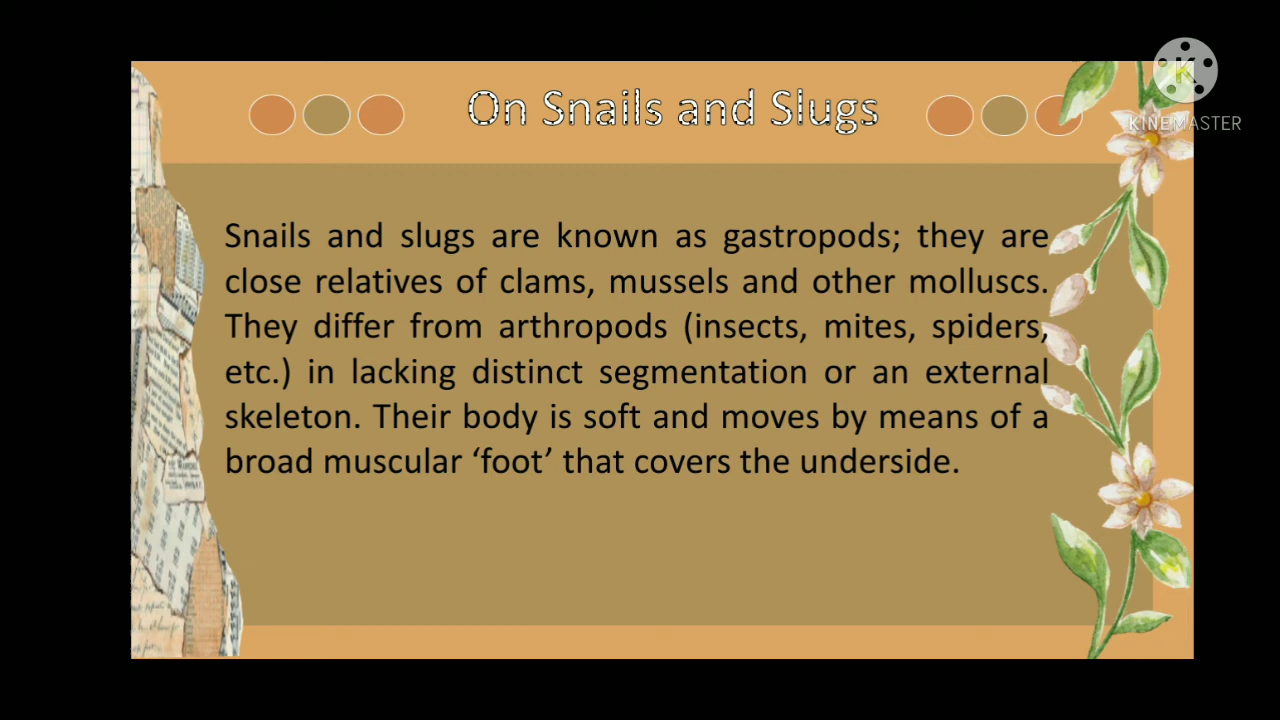 On Snails and Slugs
KINEMASTER
Snails and slugs are known as gastropods; they are
close relatives of clams, mussels and other molluscs.
They differ from arthropods (insects, mites, spiders,
etc.) in lacking distinct segmentation or an external
skeleton. Their body is soft and moves by means of a
broad muscular ‘foot’ that covers the underside.